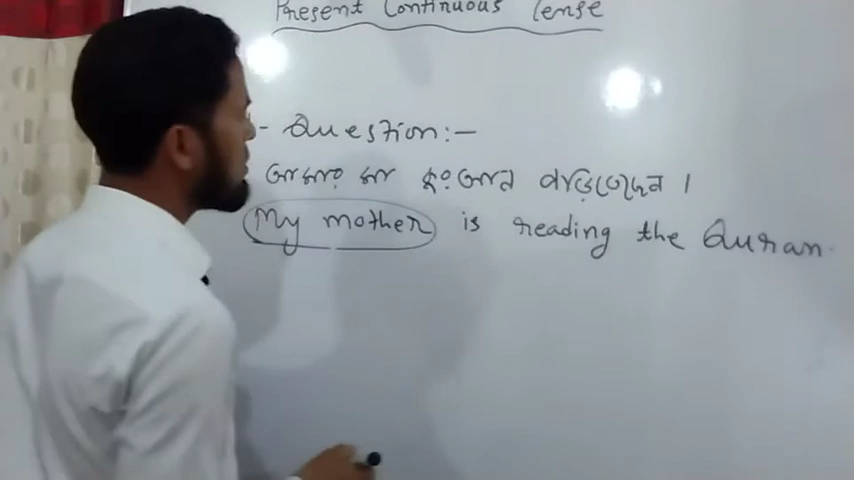 Present Continuous Tense
- Question:-
আমার মা কুরআন পড়িতেছেন ।
My mother is reading the Quran.